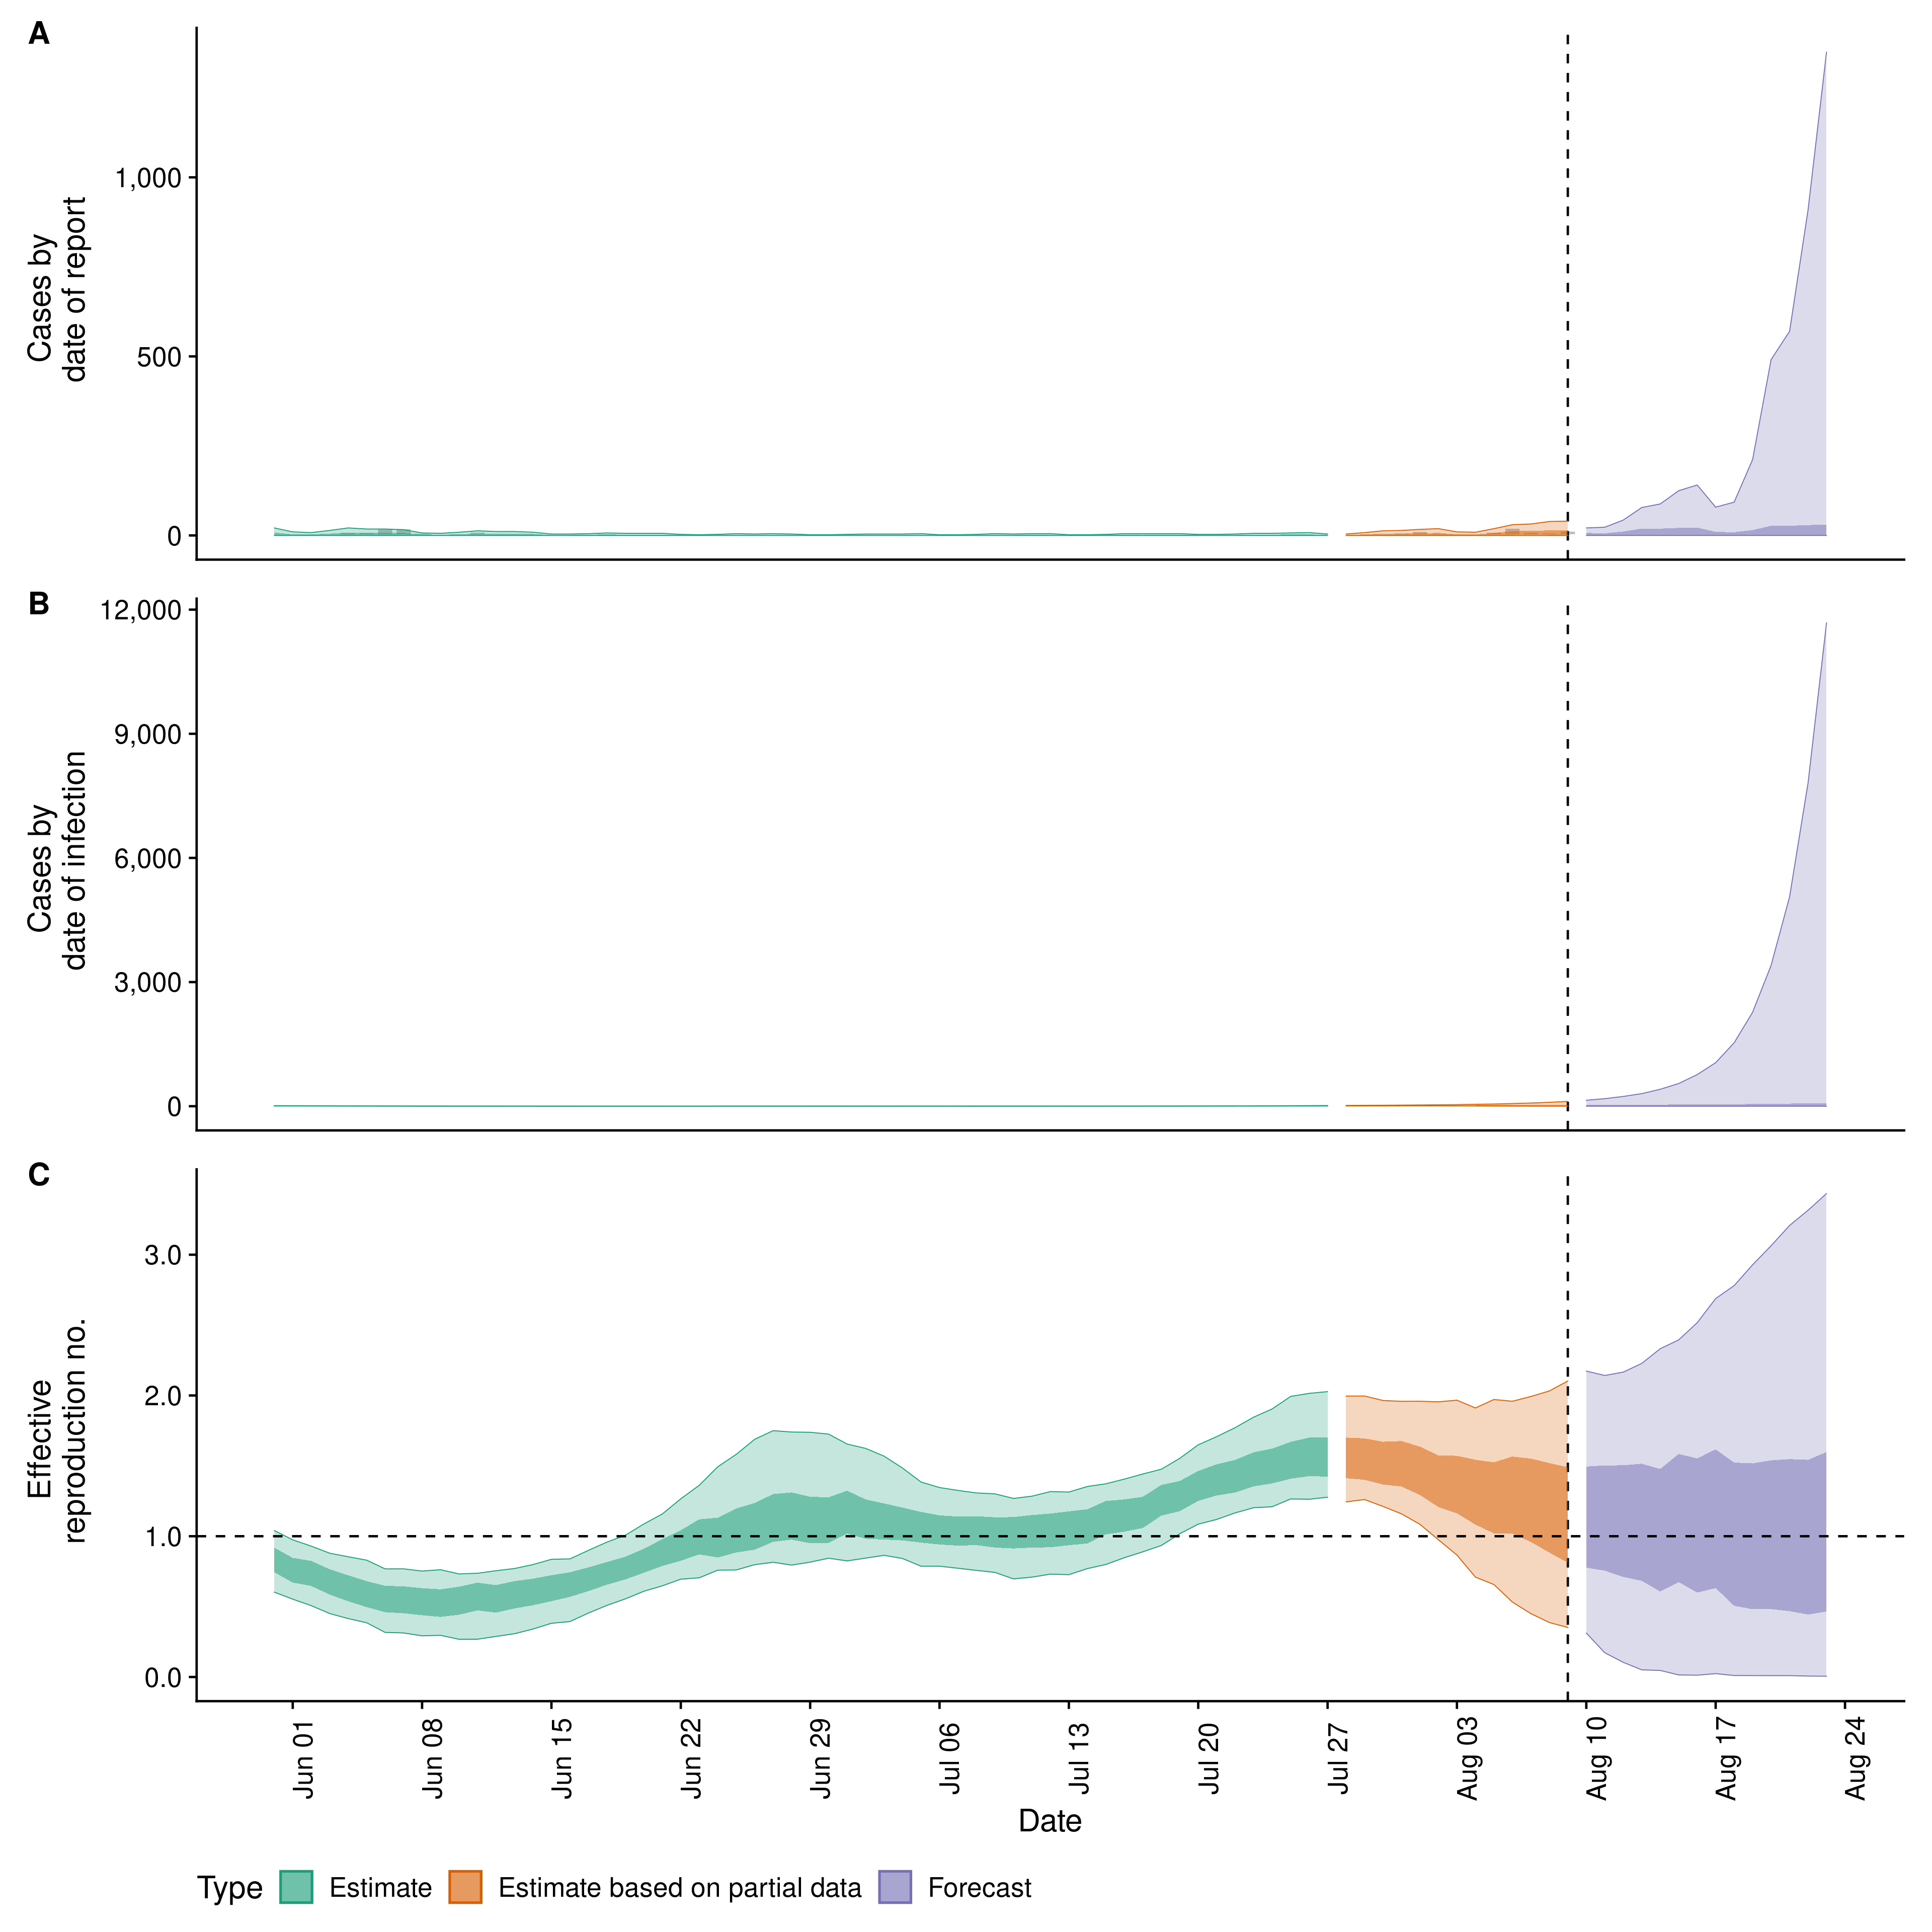 A
Cases by
date of report
1,000
500
0
B
Cases by
date of infection
12,000
9,000
6,000
3,000
0
C
Effective
reproduction no.
3.0
2.0
1.0
0.0
Jun 01
Jun 08
Jun 15
Jun 22
Jun 29
Jul 06
Jul 13
Jul 20
Jul 27
Aug 03
Aug 10
Aug 17
Aug 24
Date
Type Estimate Estimate based on partial data Forecast